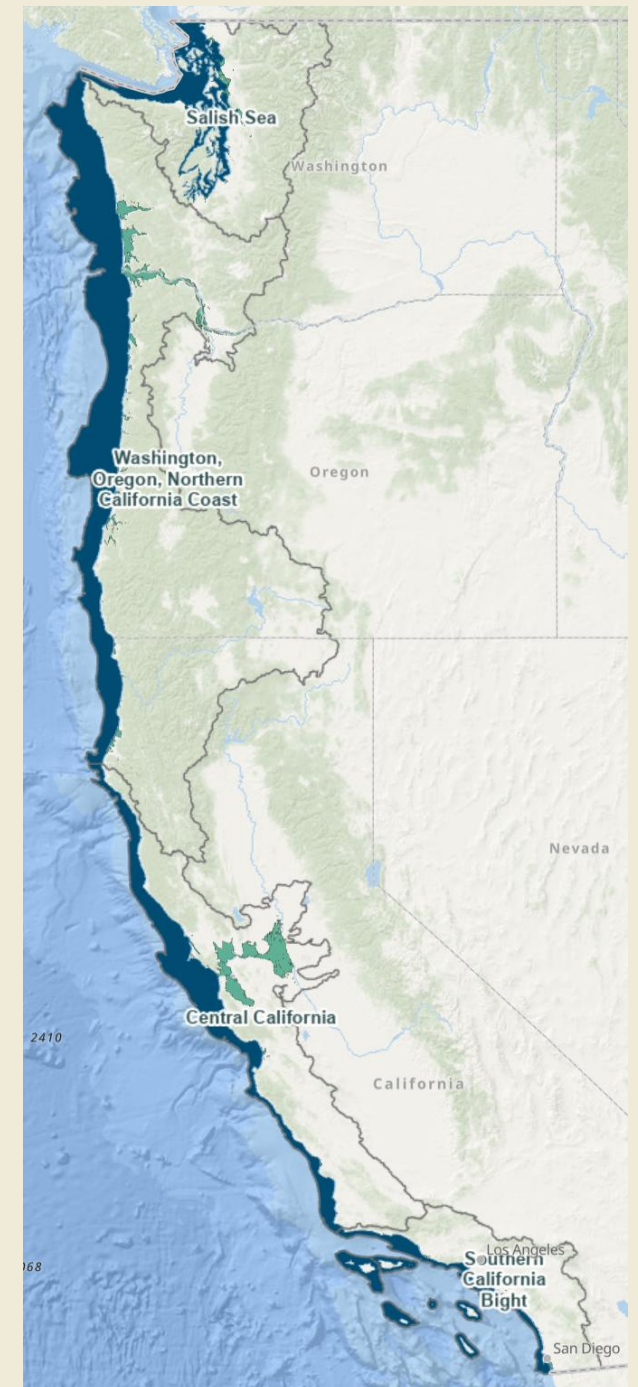 Salish Sea
Washington
Washington,
Oregon, Northern
California Coast
Oregon
Nevada
Central California
2410
California
068
Los Angeles
Southern
California
Bight
San Diego